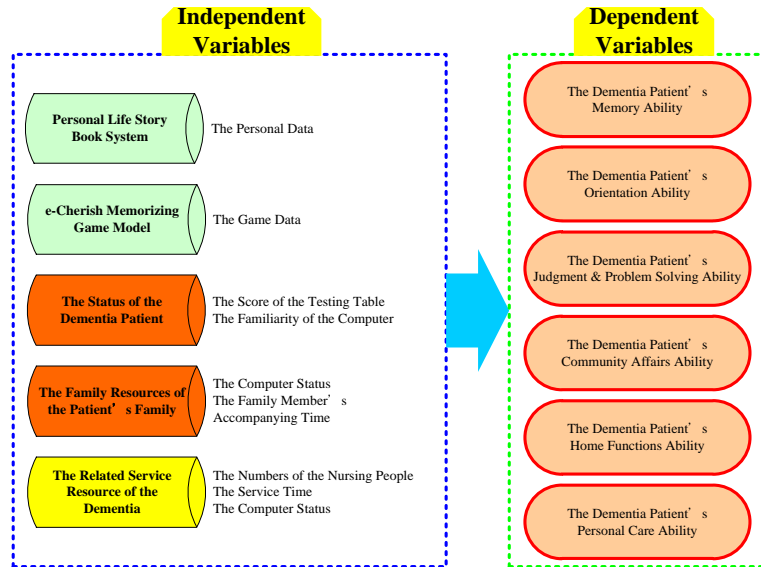 Independent
Variables
Personal Life Story
Book System
The Personal Data
e-Cherish Memorizing
Game Model
The Game Data
The Status of the
Dementia Patient
The Score of the Testing Table
The Familiarity of the Computer
The Family Resources of
the Patient’s Family
The Computer Status
The Family Member’s
Accompanying Time
The Related Service
Resource of the
Dementia
The Numbers of the Nursing People
The Service Time
The Computer Status
Dependent
Variables
The Dementia Patient’s
Memory Ability
The Dementia Patient’s
Orientation Ability
The Dementia Patient’s
Judgment & Problem Solving Ability
The Dementia Patient’s
Community Affairs Ability
The Dementia Patient’s
Home Functions Ability
The Dementia Patient’s
Personal Care Ability